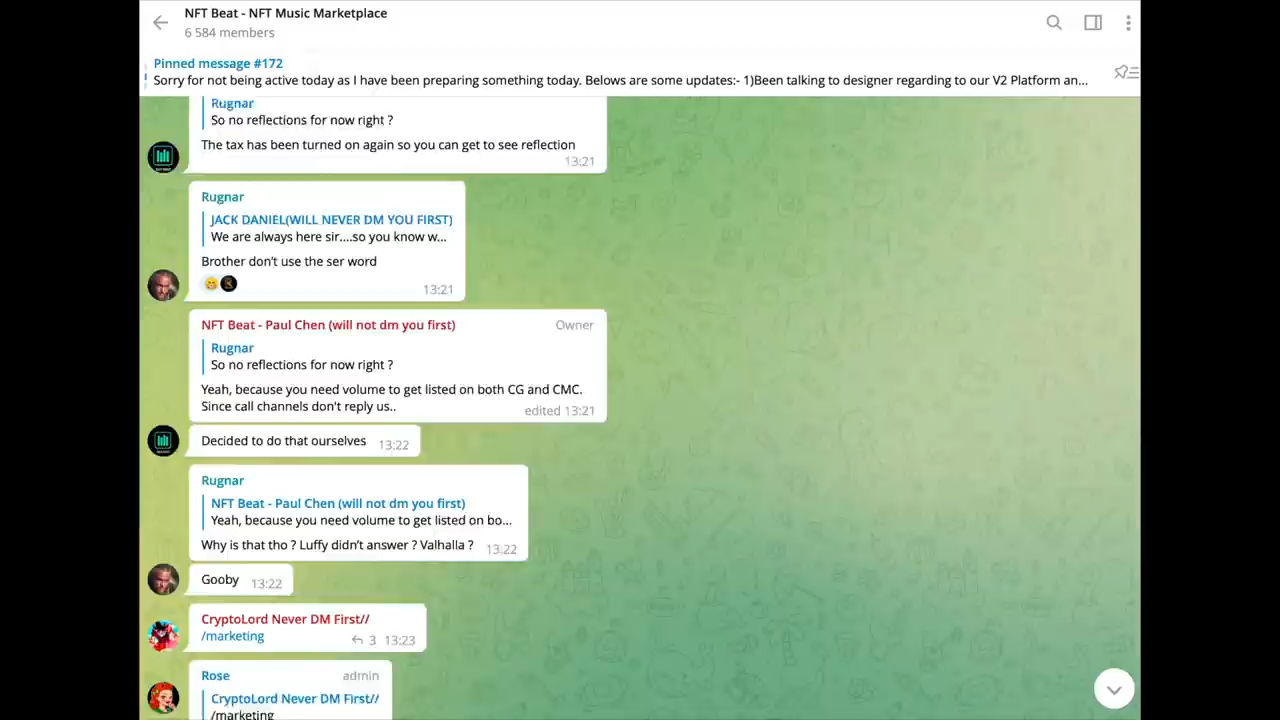 NFT Beat - NFT Music Marketplace
6 584 members
Pinned message #172
Sorry for not being active today as I have been preparing something today. Belows are some updates:- 1)Been talking to designer regarding to our V2 Platform an...
Rugnar
So no reflections for now right ?
The tax has been turned on again so you can get to see reflection
13:21
Rugnar
JACK DANIEL(WILL NEVER DM YOU FIRST)
We are always here sir....so you know w...
Brother don't use the ser word
13:21
NFT Beat - Paul Chen (will not dm you first) Owner
Rugnar
So no reflections for now right ?
Yeah, because you need volume to get listed on both CG and CMC.
Since call channels don't reply us..
edited 13:21
Decided to do that ourselves 13:22
Rugnar
NFT Beat - Paul Chen (will not dm you first)
Yeah, because you need volume to get listed on bo...
Why is that tho ? Luffy didn't answer ? Valhalla ? 13:22
Gooby 13:22
CryptoLord Never DM First//
/marketing 3 13:23
Rose admin
CryptoLord Never DM First//
/marketing